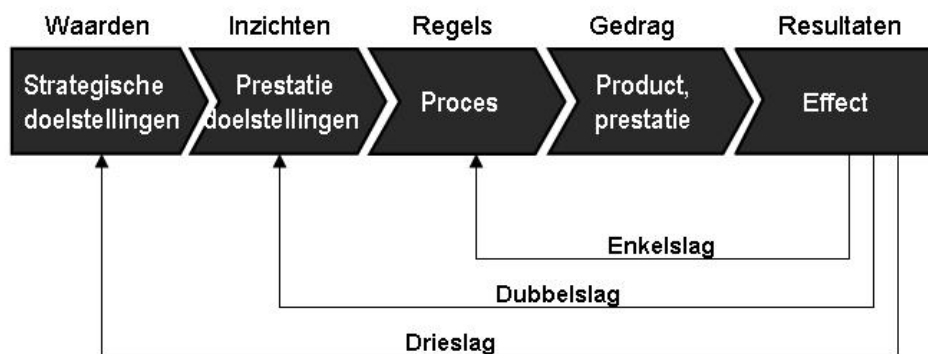 Waarden
Inzichten
Regels
Gedrag
Resultaten
Strategische
doelstellingen
Prestatie
doelstellingen
Proces
Product,
prestatie
Effect
Enkelslag
Dubbelslag
Drieslag